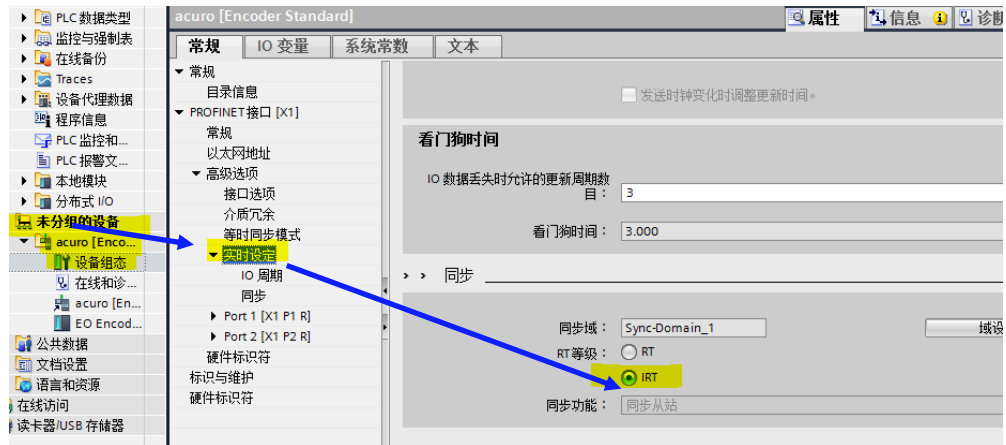 PLC 数据类型
监控与强制表
在线备份
Traces
设备代理数据
程序信息
PLC 监控和...
PLC 报警文...
本地模块
分布式 I/O
未分组的设备
acuro [Enco...
设备组态
在线和诊...
acuro [En...
EO Encod...
公共数据
文档设置
语言和资源
在线访问
读卡器/USB 存储器
acuro [Encoder Standard]
属性
信息
诊断
常规
IO 变量
系统常数
文本
常规
目录信息
PROFINET接口 [X1]
常规
以太网地址
高级选项
接口选项
介质冗余
等时同步模式
实时设定
IO 周期
同步
Port 1 [X1 P1 R]
Port 2 [X1 P2 R]
硬件标识符
标识与维护
硬件标识符
发送时钟变化时调整更新时间。
看门狗时间
IO 数据丢失时允许的更新周期数
目： 3
看门狗时间： 3.000
> > 同步
同步域： Sync-Domain_1
域设
RT等级： RT
IRT
同步功能： 同步从站